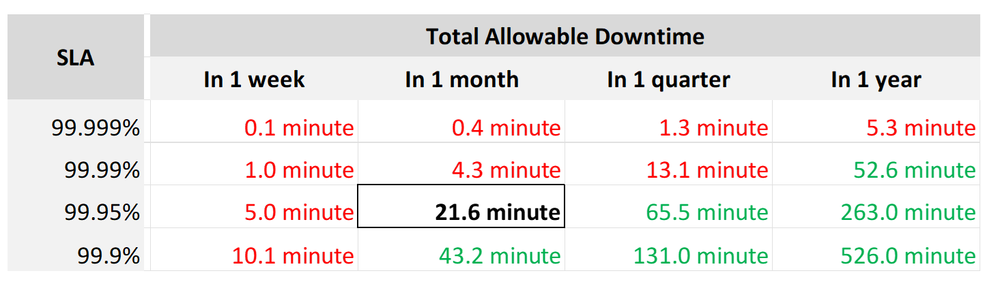 SLA Total Allowable Downtime
In 1 week In 1 month In 1 quarter In 1 year
99.999% 0.1 minute 0.4 minute 1.3 minute 5.3 minute
99.99% 1.0 minute 4.3 minute 13.1 minute 52.6 minute
99.95% 5.0 minute 21.6 minute 65.5 minute 263.0 minute
99.9% 10.1 minute 43.2 minute 131.0 minute 526.0 minute